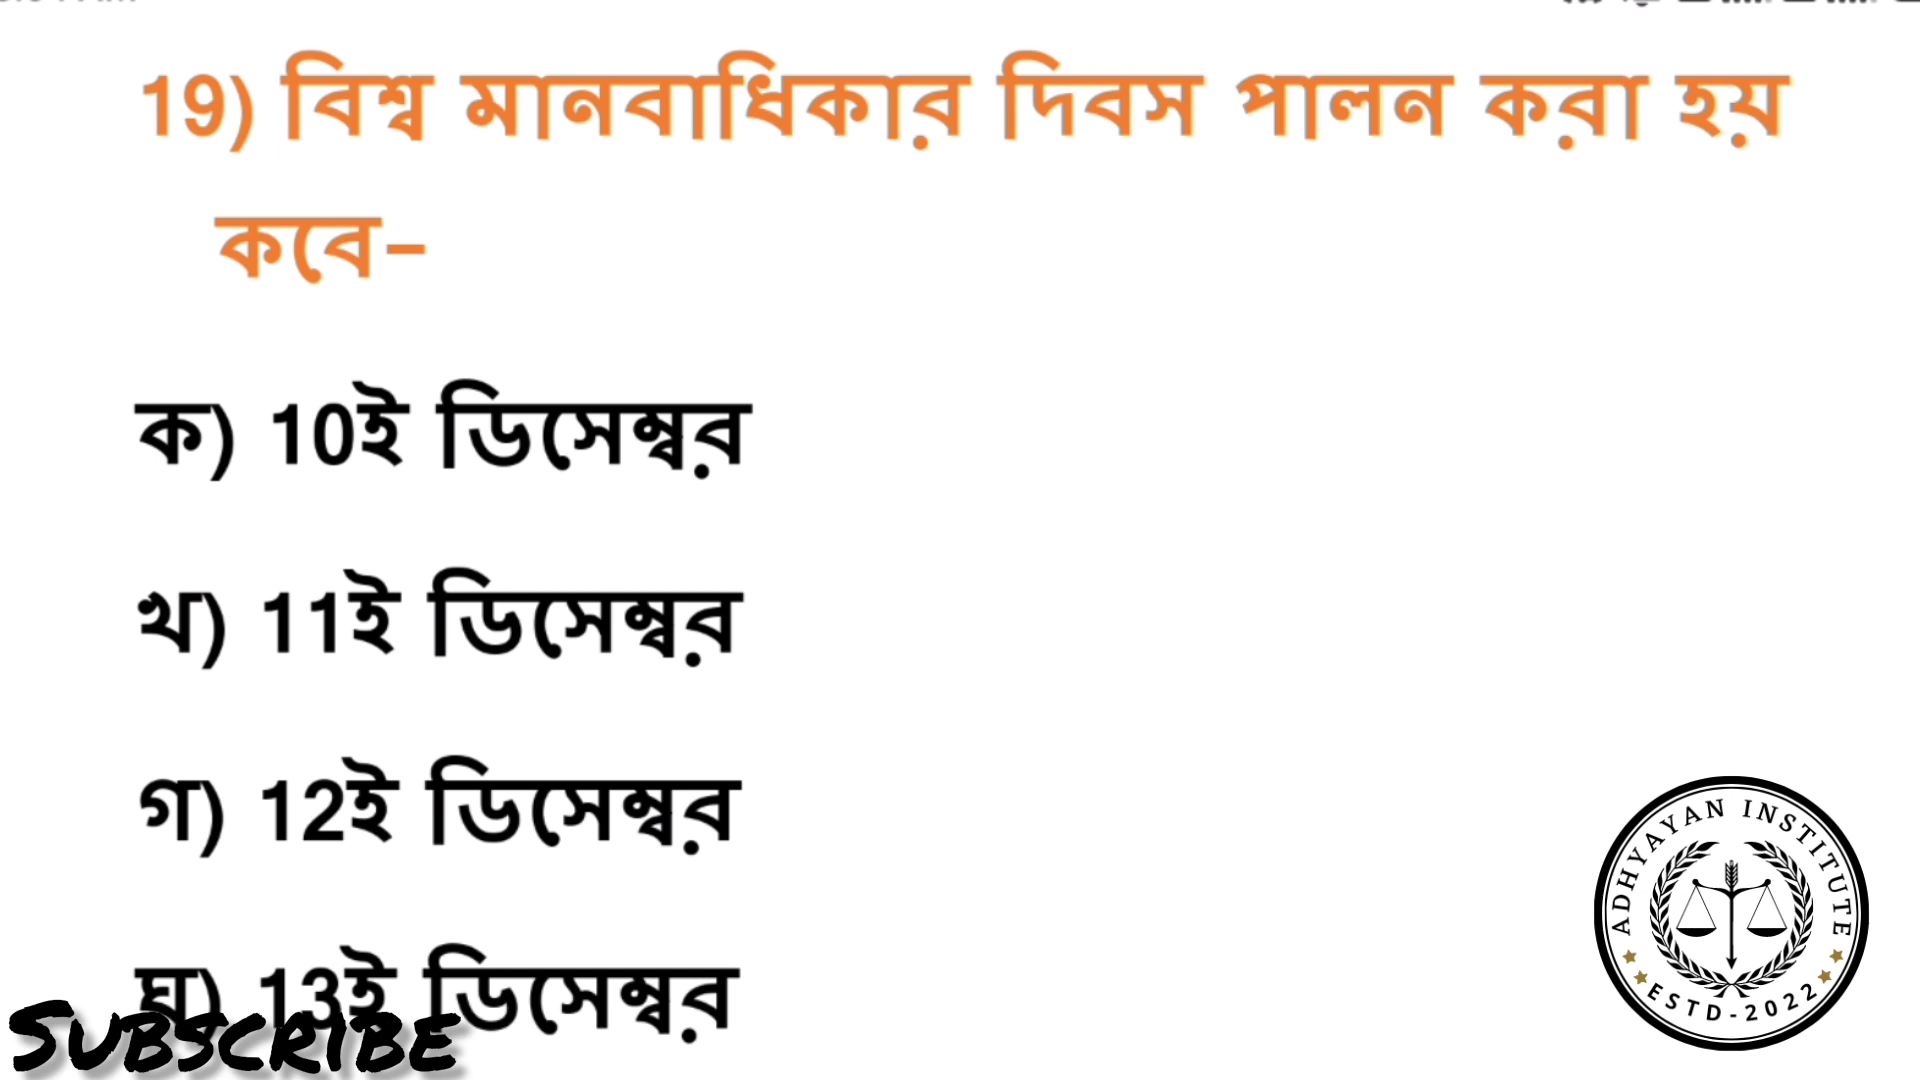 19) বিশ্ব মানবাধিকার দিবস পালন করা হয়
কবে–
ক) 10ই ডিসেম্বর
খ) 11ই ডিসেম্বর
গ) 12ই ডিসেম্বর
ঘ) 13ই ডিসেম্বর
SUBSCRIBE
ADHYAYAN INSTITUTE
ESTD-2022